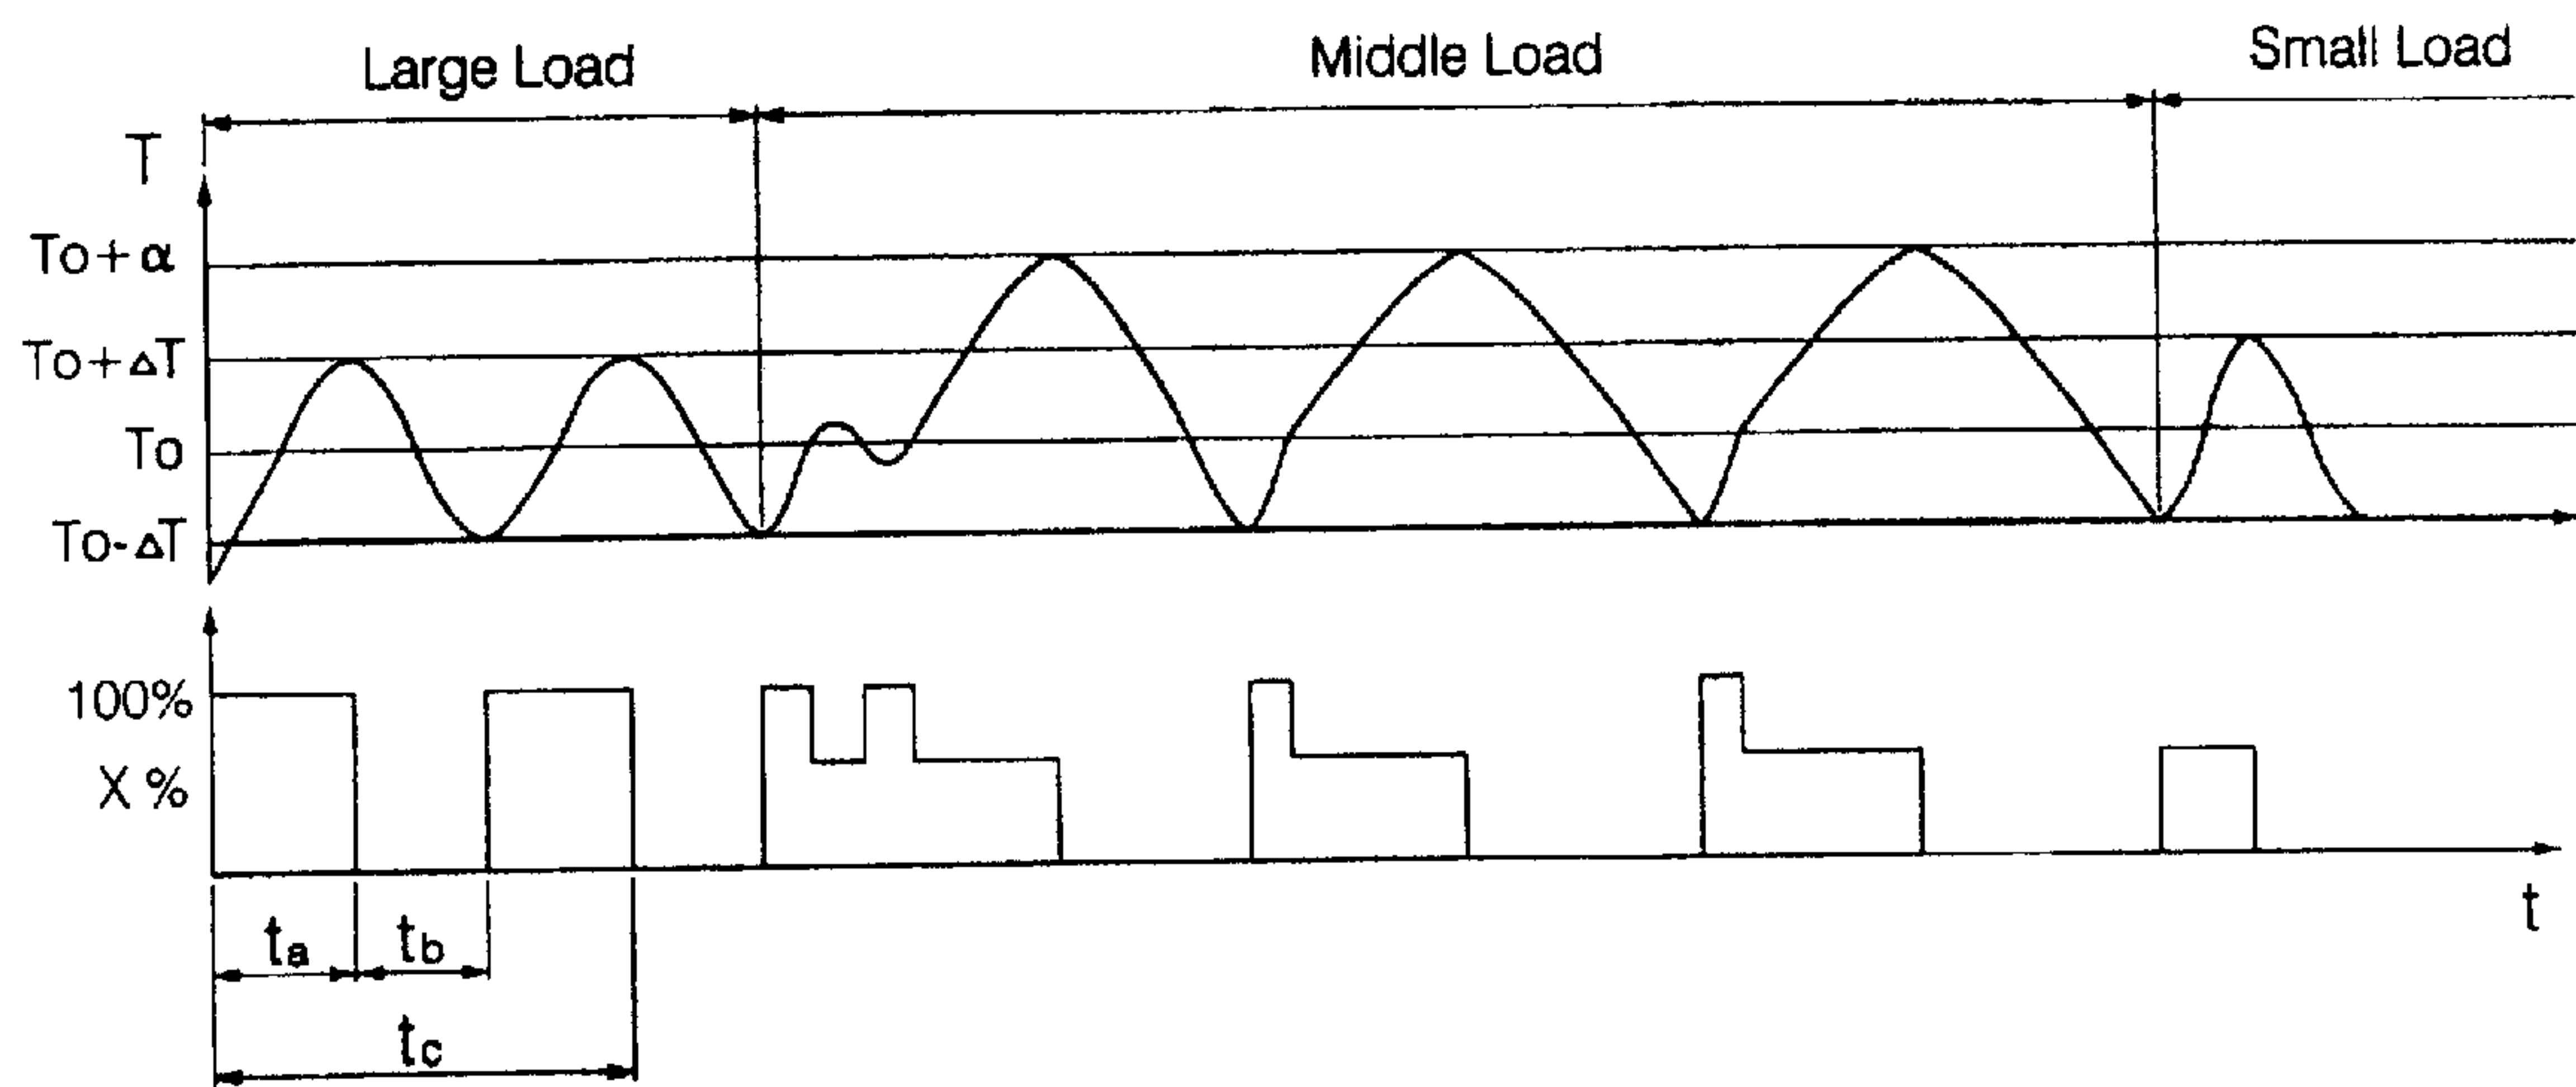 Large Load
Middle Load
Small Load
T
To+α
To+ΔT
To
To-ΔT
100%
X %
ta
tb
tc
t